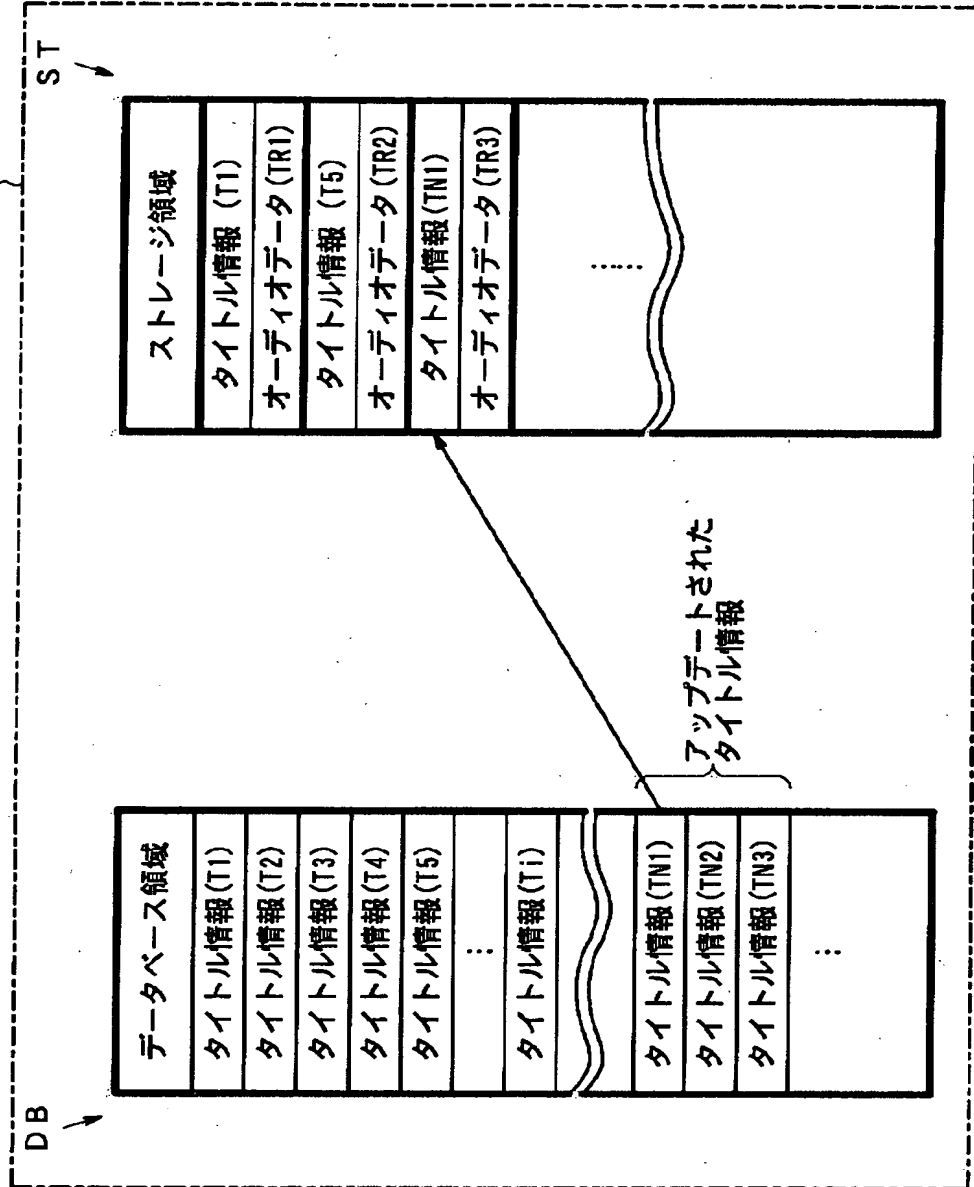 DB
データベース領域
タイトル情報(T1)
タイトル情報(T2)
タイトル情報(T3)
タイトル情報(T4)
タイトル情報(T5)
⋮
タイトル情報(Ti)
タイトル情報(TN1)
タイトル情報(TN2)
タイトル情報(TN3)
⋮
アップデートされた
タイトル情報
ST
ストレージ領域
タイトル情報 (T1)
オーディオデータ(TR1)
タイトル情報 (T5)
オーディオデータ(TR2)
タイトル情報(TN1)
オーディオデータ(TR3)
⋮